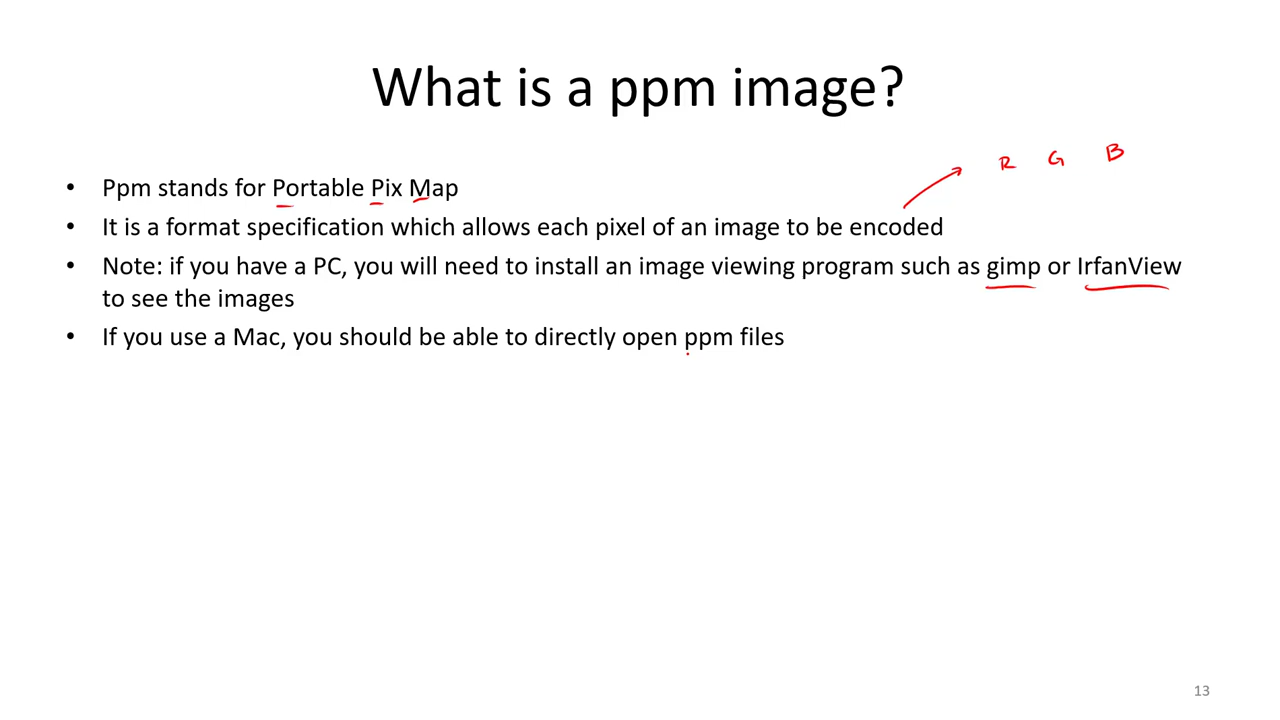 What is a ppm image?
R G B
• Ppm stands for Portable Pix Map
• It is a format specification which allows each pixel of an image to be encoded
• Note: if you have a PC, you will need to install an image viewing program such as gimp or IrfanView
to see the images
• If you use a Mac, you should be able to directly open ppm files
13